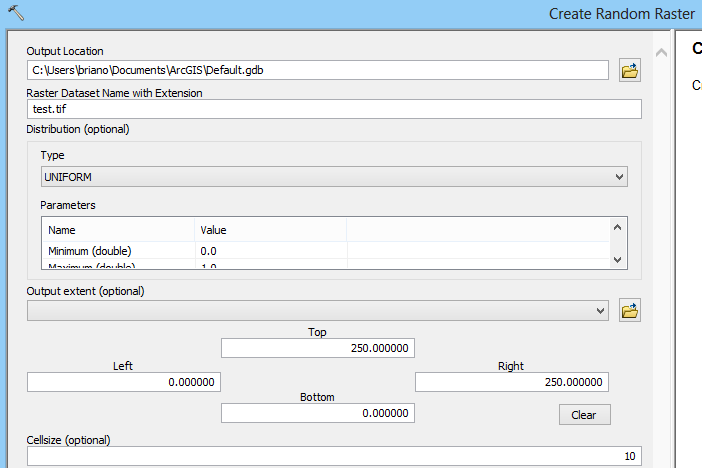 Create Random Raster
Output Location
C:\Users\briano\Documents\ArcGIS\Default.gdb
Raster Dataset Name with Extension
test.tif
Distribution (optional)
Type
UNIFORM
Parameters
Name Value
Minimum (double) 0.0
Maximum (double) 1.0
Output extent (optional)
Top
250.000000
Left Right
0.000000 250.000000
Bottom
0.000000
Clear
Cellsize (optional)
10